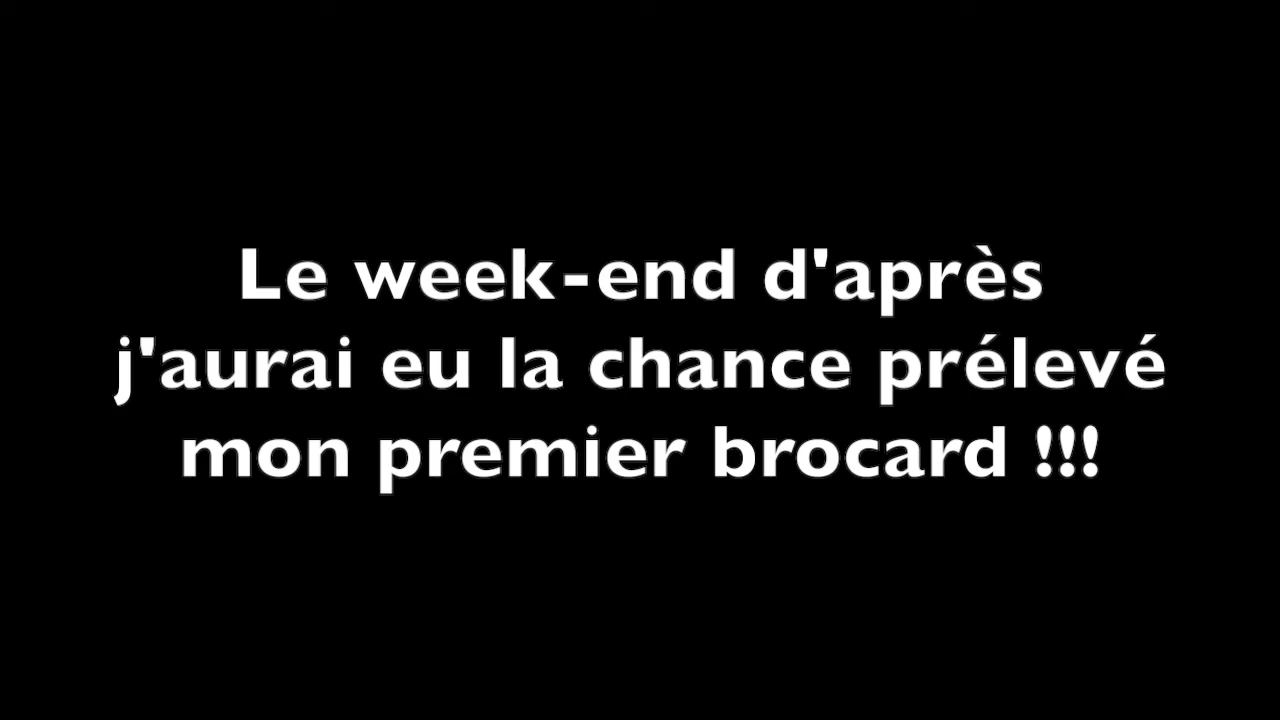 Le week-end d'après
j'aurai eu la chance prélevé
mon premier brocard !!!